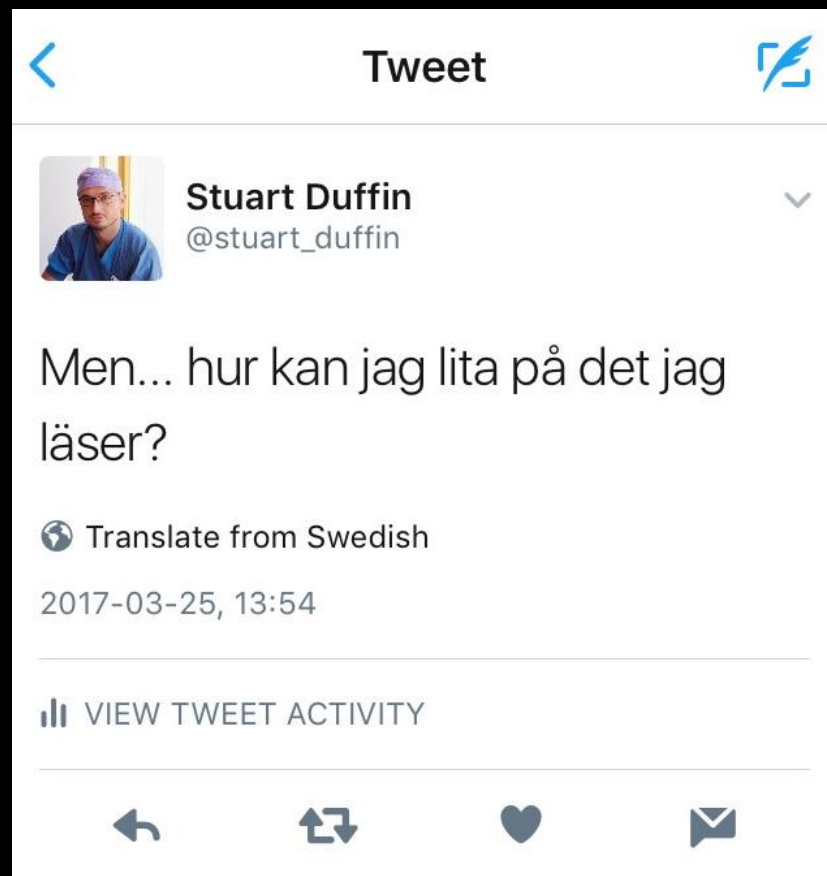 Tweet
Stuart Duffin
@stuart_duffin
Men... hur kan jag lita på det jag
läser?
Translate from Swedish
2017-03-25, 13:54
VIEW TWEET ACTIVITY